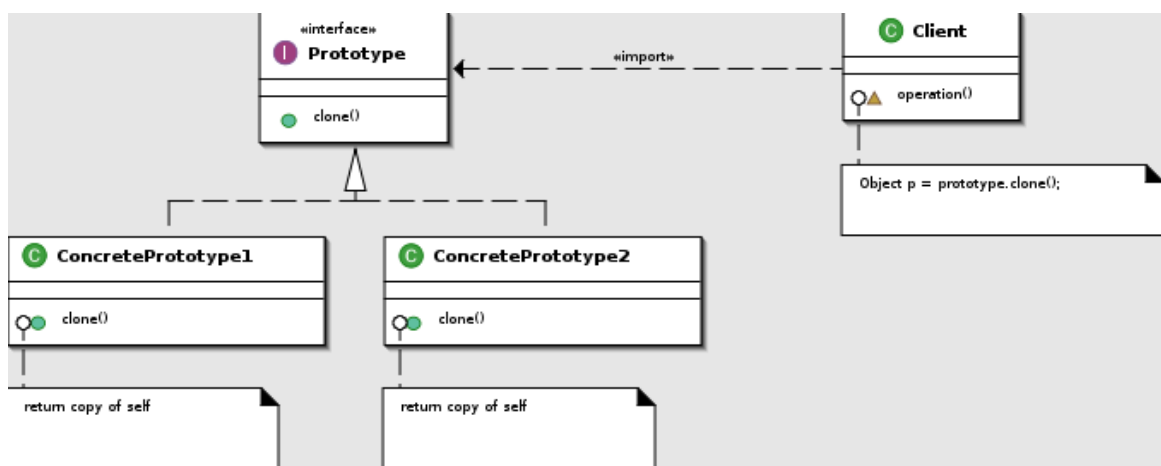 «interface»
I Prototype
clone()
«import»
C Client
operation()
Object p = prototype.clone();
C ConcretePrototype1
clone()
return copy of self
C ConcretePrototype2
clone()
return copy of self